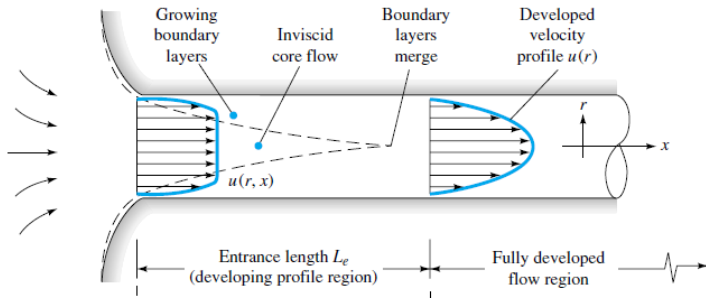 Growing
boundary
layers
Inviscid
core flow
Boundary
layers
merge
Developed
velocity
profile u(r)
r
x
u(r, x)
Entrance length Le
(developing profile region)
Fully developed
flow region